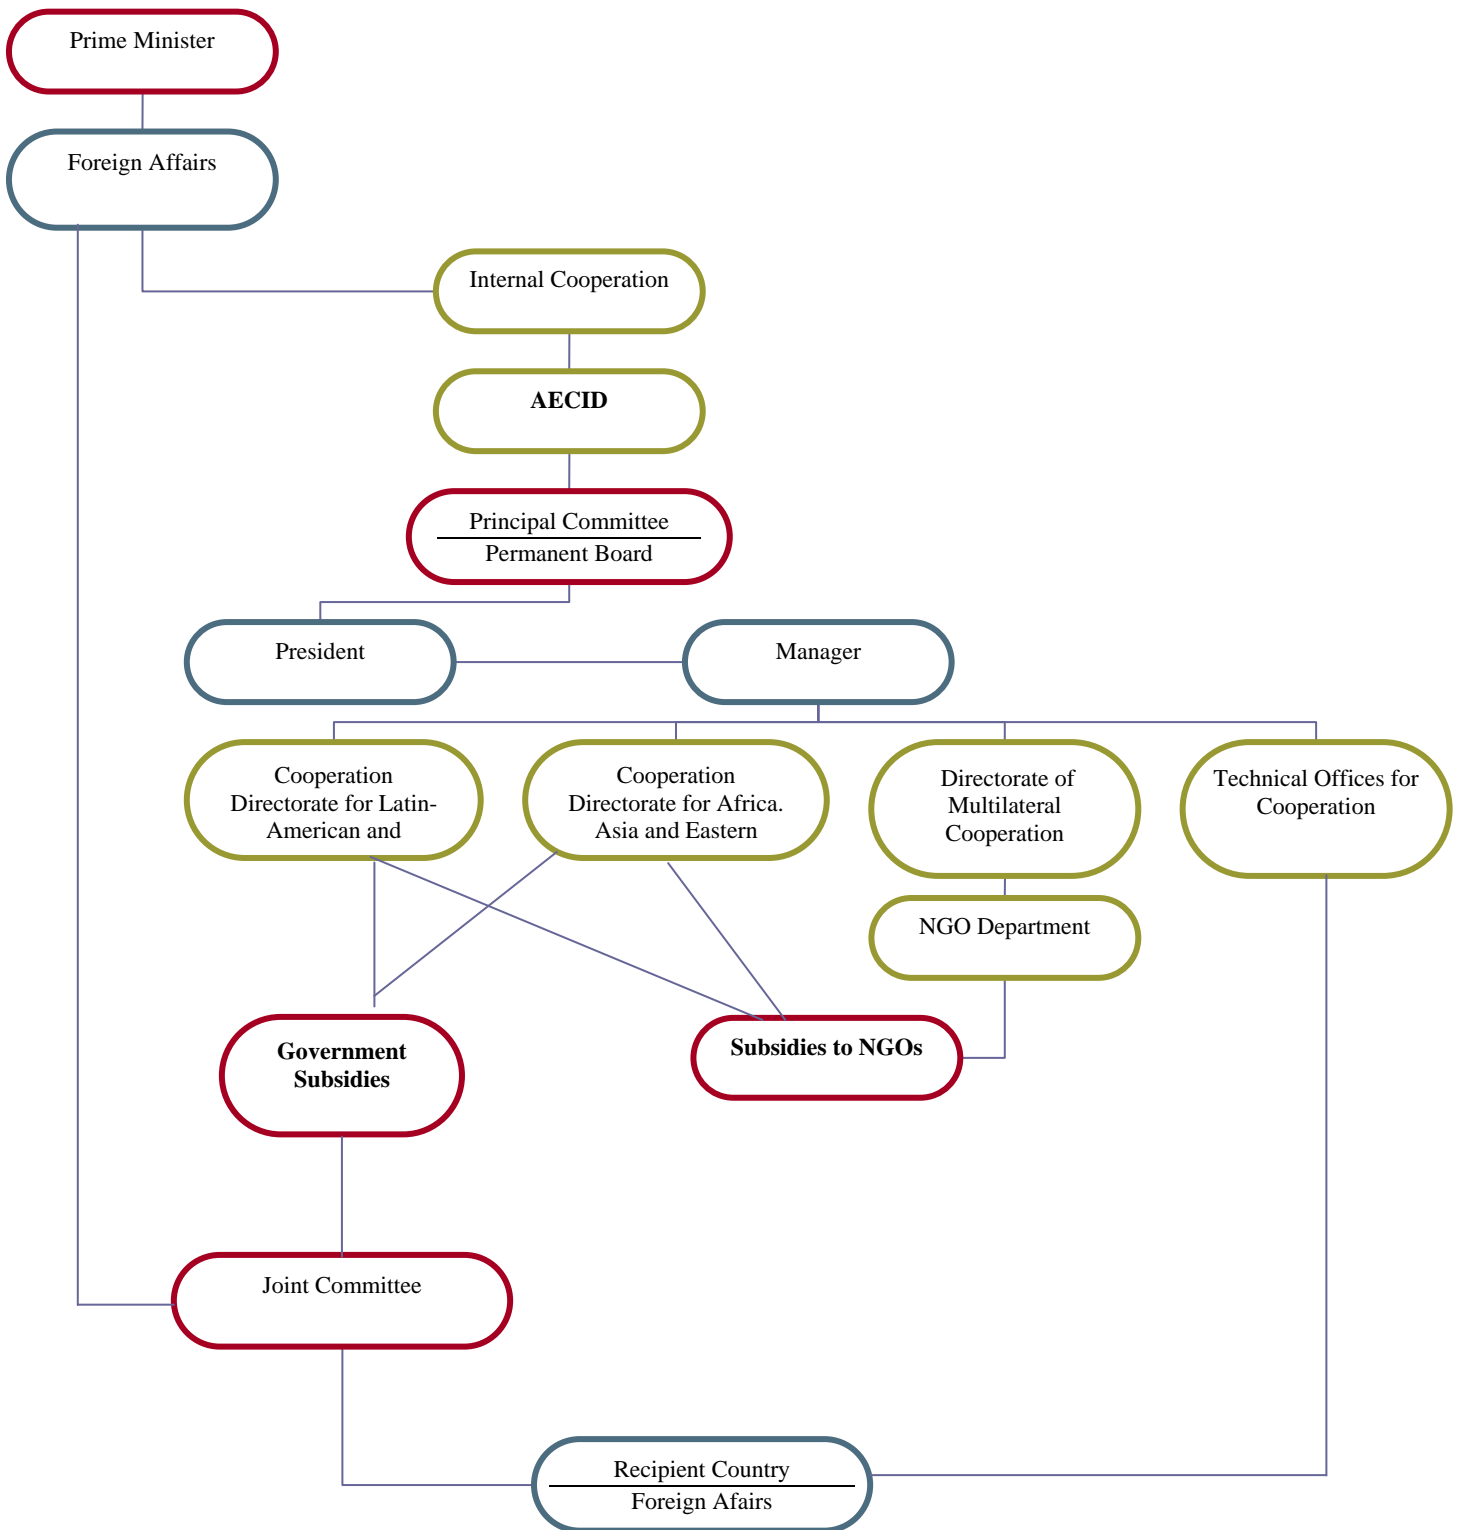 Prime Minister
Foreign Affairs
Internal Cooperation
AECID
Principal Committee
Permanent Board
President
Manager
Cooperation
Directorate for Latin-
American and
Cooperation
Directorate for Africa.
Asia and Eastern
Directorate of
Multilateral
Cooperation
Technical Offices for
Cooperation
NGO Department
Government
Subsidies
Subsidies to NGOs
Joint Committee
Recipient Country
Foreign Afairs